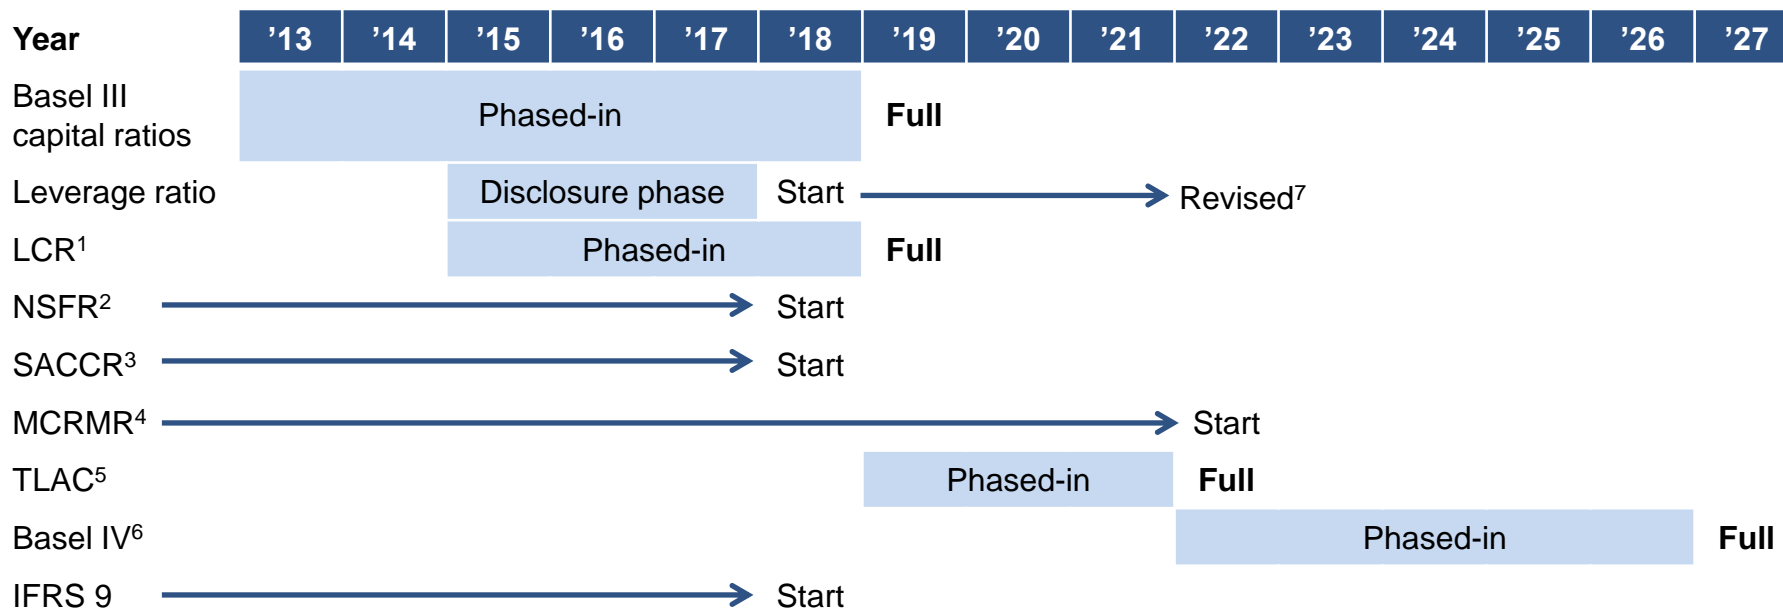 Year ’13 ’14 ’15 ’16 ’17 ’18 ’19 ’20 ’21 ’22 ’23 ’24 ’25 ’26 ’27
Basel III
capital ratios Phased-in Full
Leverage ratio Disclosure phase Start Revised⁷
LCR¹ Phased-in Full
NSFR² Start
SACCR³ Start
MCRMR⁴ Start
TLAC⁵ Phased-in Full
Basel IV⁶ Phased-in Full
IFRS 9 Start